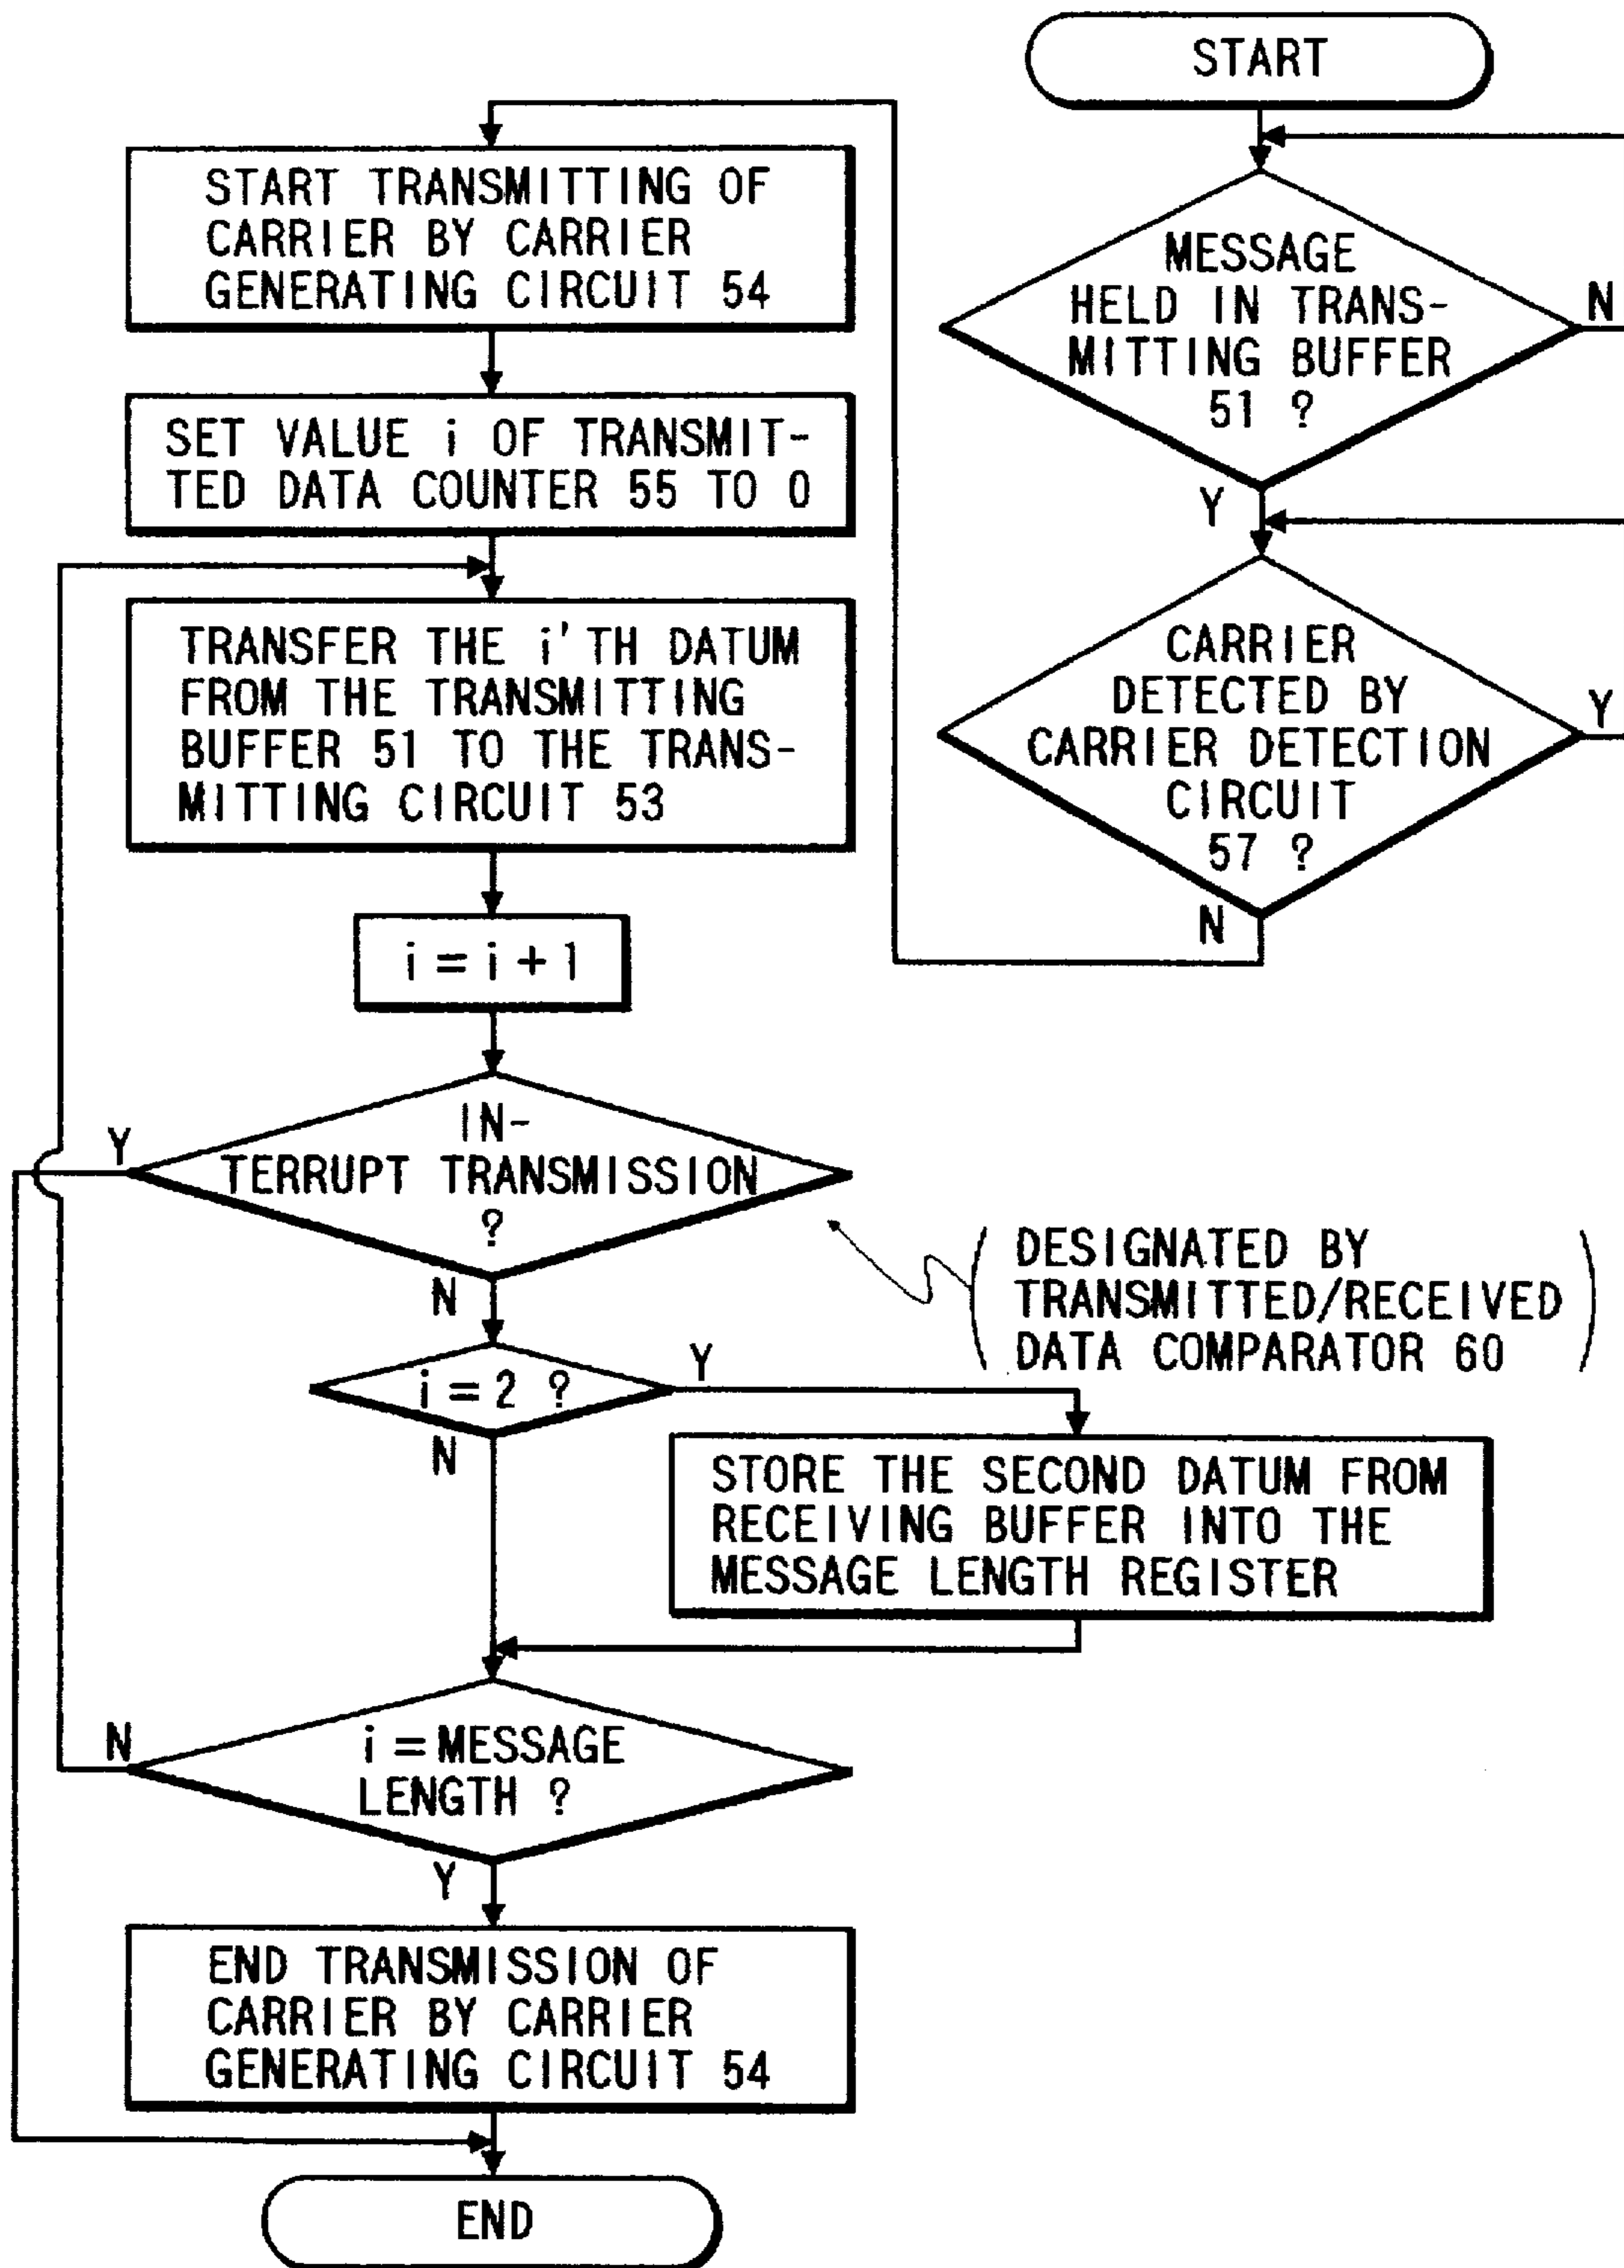 START
MESSAGE
HELD IN TRANS-
MITTING BUFFER
51 ?
N
Y
CARRIER
DETECTED BY
CARRIER DETECTION
CIRCUIT
57 ?
Y
N
START TRANSMITTING OF
CARRIER BY CARRIER
GENERATING CIRCUIT 54
SET VALUE i OF TRANSMIT-
TED DATA COUNTER 55 TO 0
TRANSFER THE i'TH DATUM
FROM THE TRANSMITTING
BUFFER 51 TO THE TRANS-
MITTING CIRCUIT 53
i = i + 1
IN-
TERRUPT TRANSMISSION
?
Y
N
( DESIGNATED BY
TRANSMITTED/RECEIVED
DATA COMPARATOR 60 )
i = 2 ?
Y
N
STORE THE SECOND DATUM FROM
RECEIVING BUFFER INTO THE
MESSAGE LENGTH REGISTER
i = MESSAGE
LENGTH ?
N
Y
END TRANSMISSION OF
CARRIER BY CARRIER
GENERATING CIRCUIT 54
END